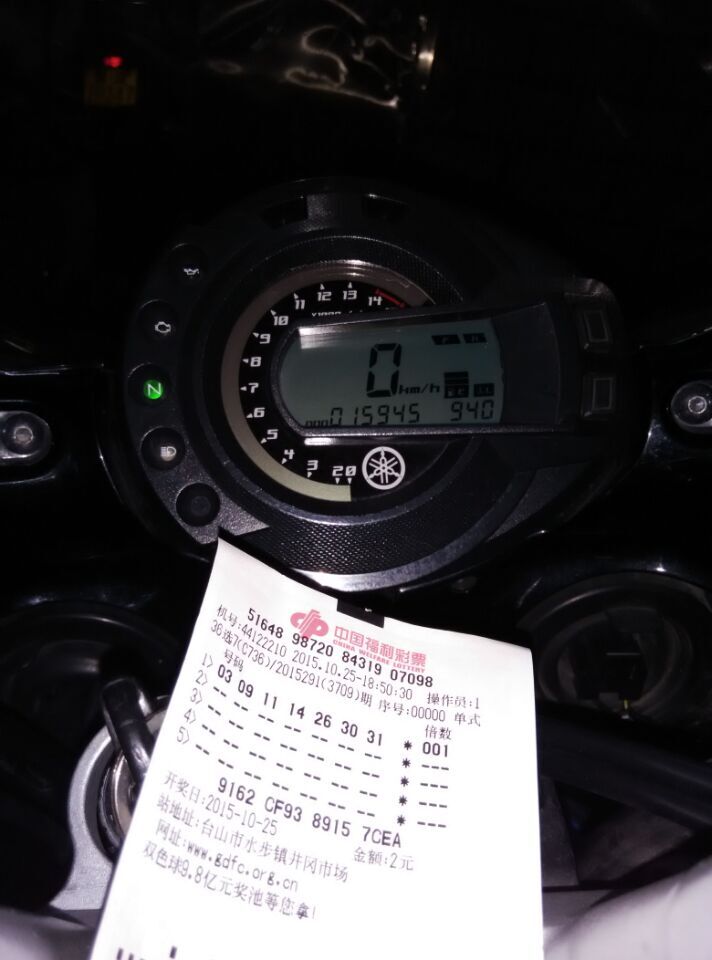 14
13
12
11
10
9
8
7
6
5
4
3
20
N
0 km/h
015945 940
中国福利彩票
CHINA WELFARE LOTTERY
51648 98720 84319 07098
机号:44122210 2015.10.25-18:50:30 操作员:1
36选7(C736)/2015291(3709)期 序号:00000 单式
号码 倍数
1> 03 09 11 14 26 30 31 * 001
2> -- -- -- -- -- -- -- * ---
3> -- -- -- -- -- -- -- * ---
4> -- -- -- -- -- -- -- * ---
5> -- -- -- -- -- -- -- * ---
9162 CF93 8915 7CEA
开奖日:2015-10-25 金额:2元
站地址:台山市水步镇井冈市场
网址:www.gdfc.org.cn
双色球9.8亿元奖池等您拿!